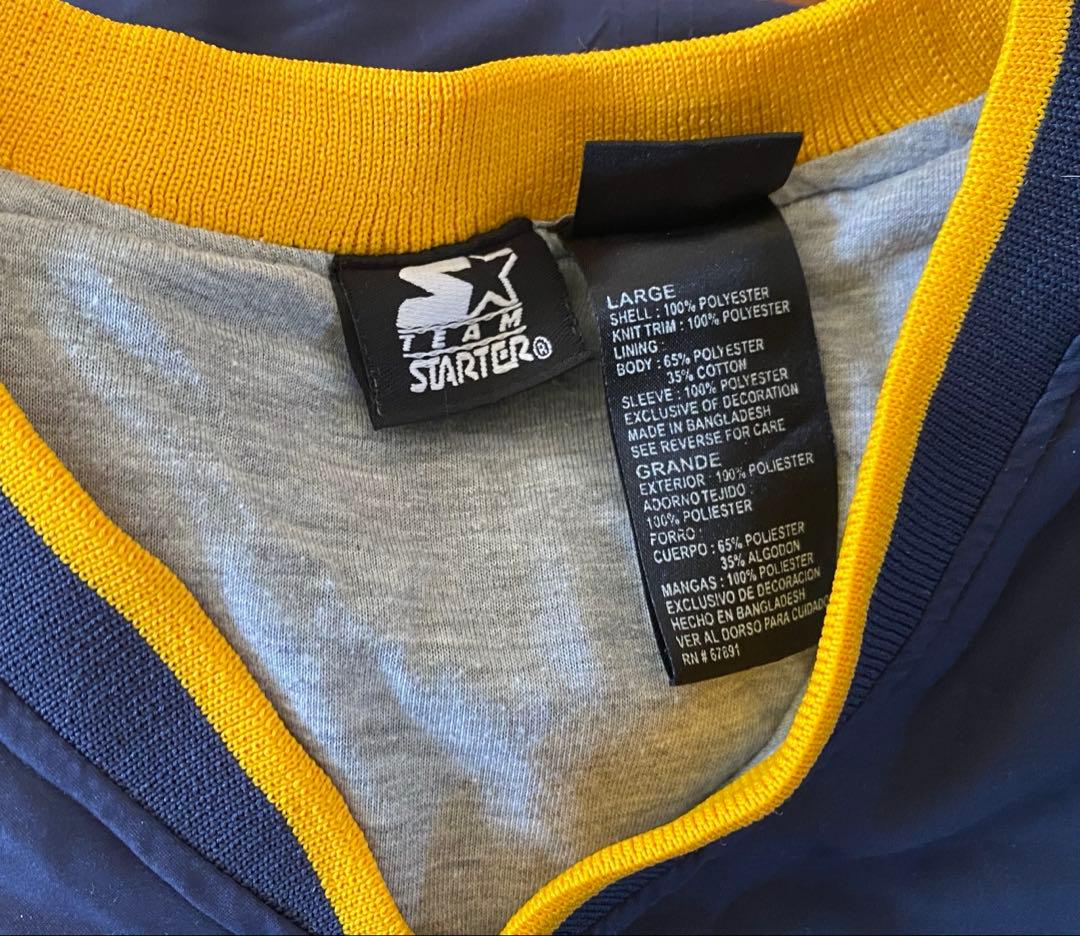 TEAM
STARTER®
LARGE
SHELL : 100% POLYESTER
KNIT TRIM : 100% POLYESTER
LINING :
BODY : 65% POLYESTER
35% COTTON
SLEEVE : 100% POLYESTER
EXCLUSIVE OF DECORATION
MADE IN BANGLADESH
SEE REVERSE FOR CARE
GRANDE
EXTERIOR : 100% POLIESTER
ADORNO TEJIDO :
100% POLIESTER
FORRO :
CUERPO : 65% POLIESTER
35% ALGODON
MANGAS : 100% POLIESTER
EXCLUSIVO DE DECORACION
HECHO EN BANGLADESH
VER AL DORSO PARA CUIDADO
RN # 67891